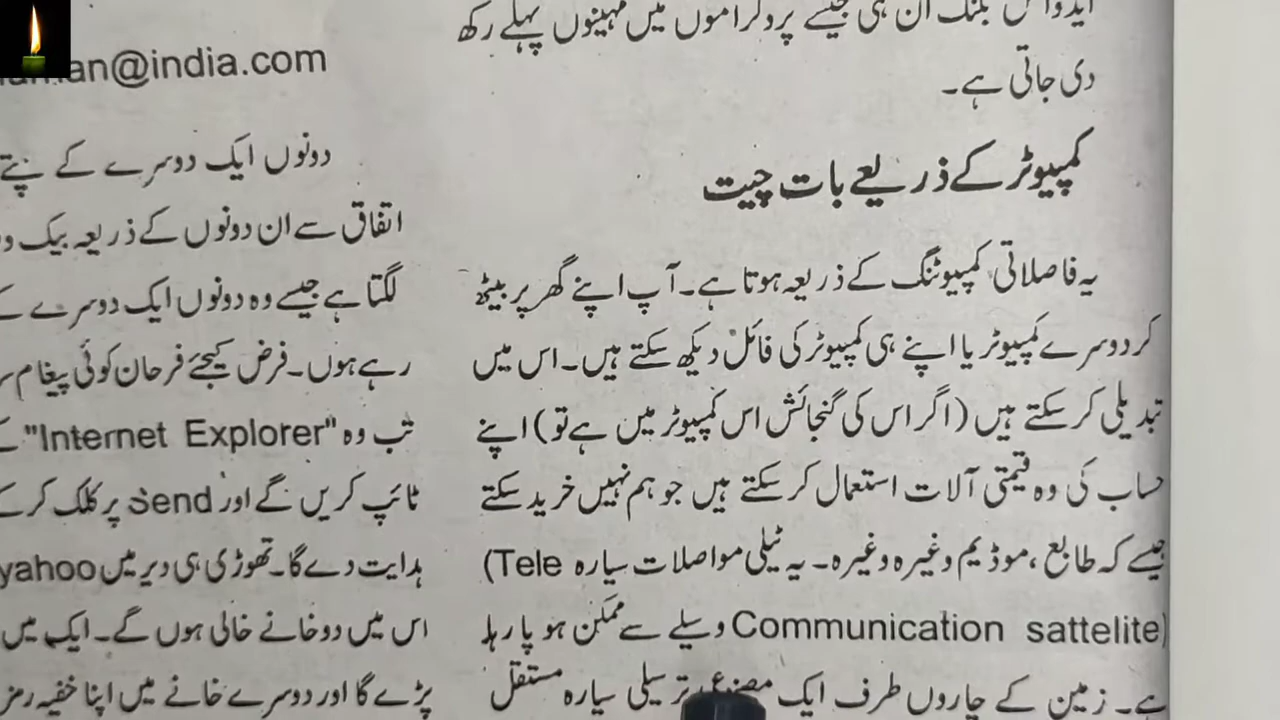 ان ہی جیسے پروگراموں میں مہینوں پہلے رکھ
دی جاتی ہے۔
کمپیوٹر کے ذریعے بات چیت
یہ فاصلاتی کمپیوٹنگ کے ذریعہ ہوتا ہے۔ آپ اپنے گھر پر بیٹھ
کر دوسرے کمپیوٹر یا اپنے ہی کمپیوٹر کی فائل دیکھ سکتے ہیں۔ اس میں
تبدیلی کر سکتے ہیں (اگر اس کی گنجائش اس کمپیوٹر میں ہے تو) اپنے
حساب کی وہ قیمتی آلات استعمال کر سکتے ہیں جو ہم نہیں خرید سکتے
جیسے کہ طابع، موڈیم وغیرہ وغیرہ۔ یہ ٹیلی مواصلات سیارہ (Tele
Communication sattelite) وسیلے سے ممکن ہو پا رہا
ہے۔ زمین کے چاروں طرف ایک مصنوعی ترسیلی سیارہ مستقل
@india.com
دونوں ایک دوسرے کے پتے
اتفاق سے ان دونوں کے ذریعہ بیک
لگتا ہے جیسے وہ دونوں ایک دوسرے کے
رہے ہوں۔ فرض کیجئے فرحان کوئی پیغام
تب وہ "Internet Explorer"
ٹائپ کریں گے اور Send پر کلک کر کے
ہدایت دے گا۔ تھوڑی ہی دیر میں yahoo
اس میں دو خانے خالی ہوں گے۔ ایک میں
پڑے گا اور دوسرے خانے میں اپنا خفیہ رمز